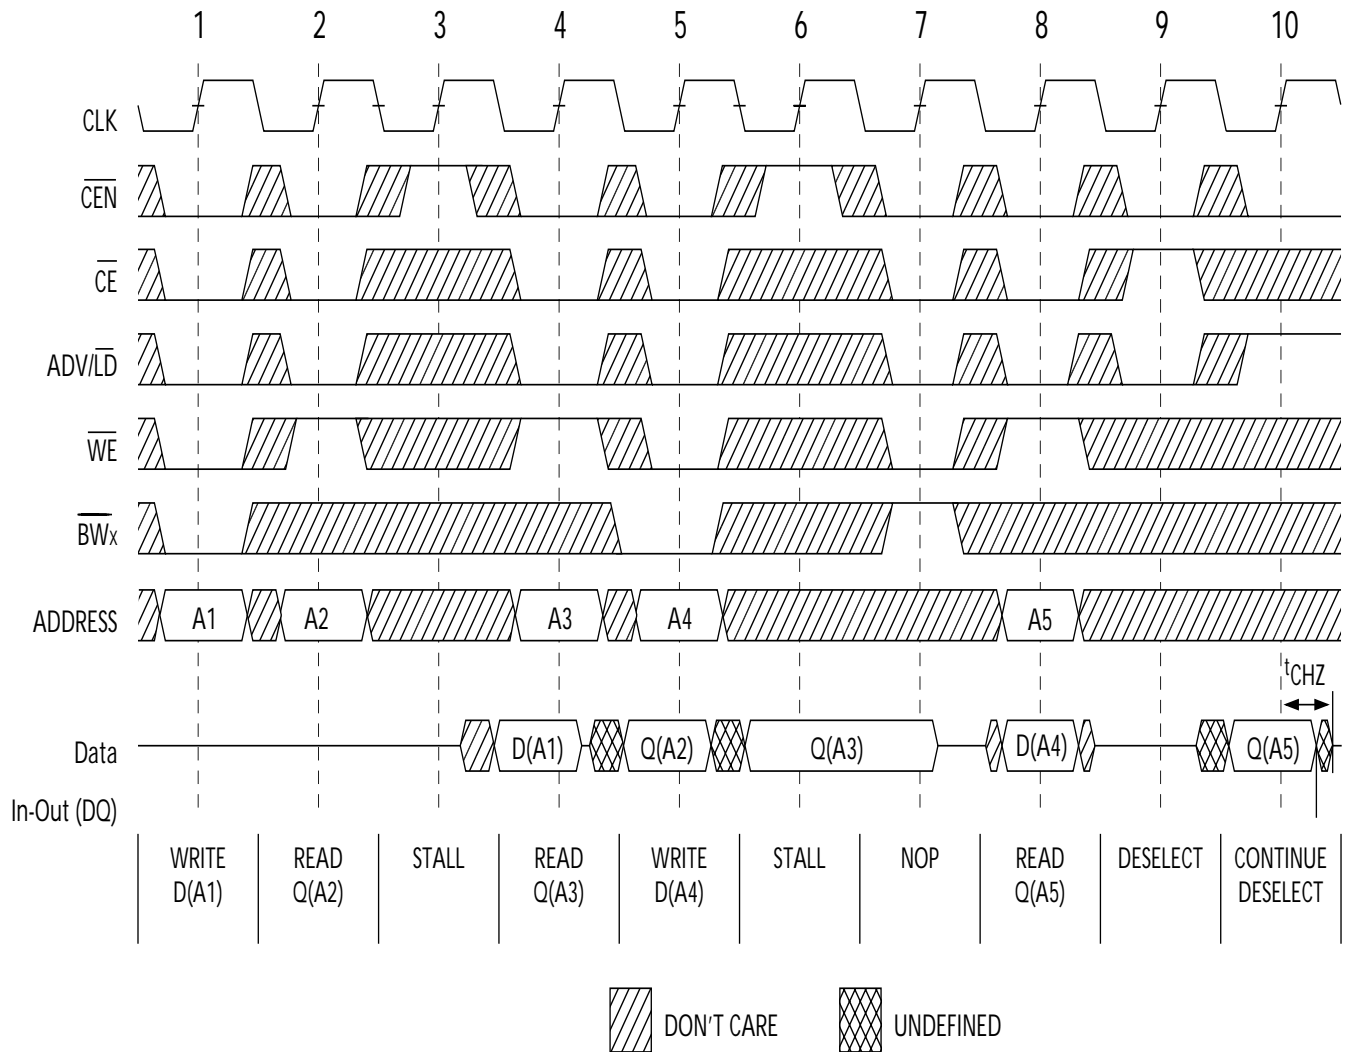 1 2 3 4 5 6 7 8 9 10
CLK
CEN
CE
ADV/LD
WE
BWx
ADDRESS A1 A2 A3 A4 A5
tCHZ
Data D(A1) Q(A2) Q(A3) D(A4) Q(A5)
In-Out (DQ)
WRITE READ STALL READ WRITE STALL NOP READ DESELECT CONTINUE
D(A1) Q(A2) Q(A3) D(A4) Q(A5) DESELECT
DON'T CARE UNDEFINED